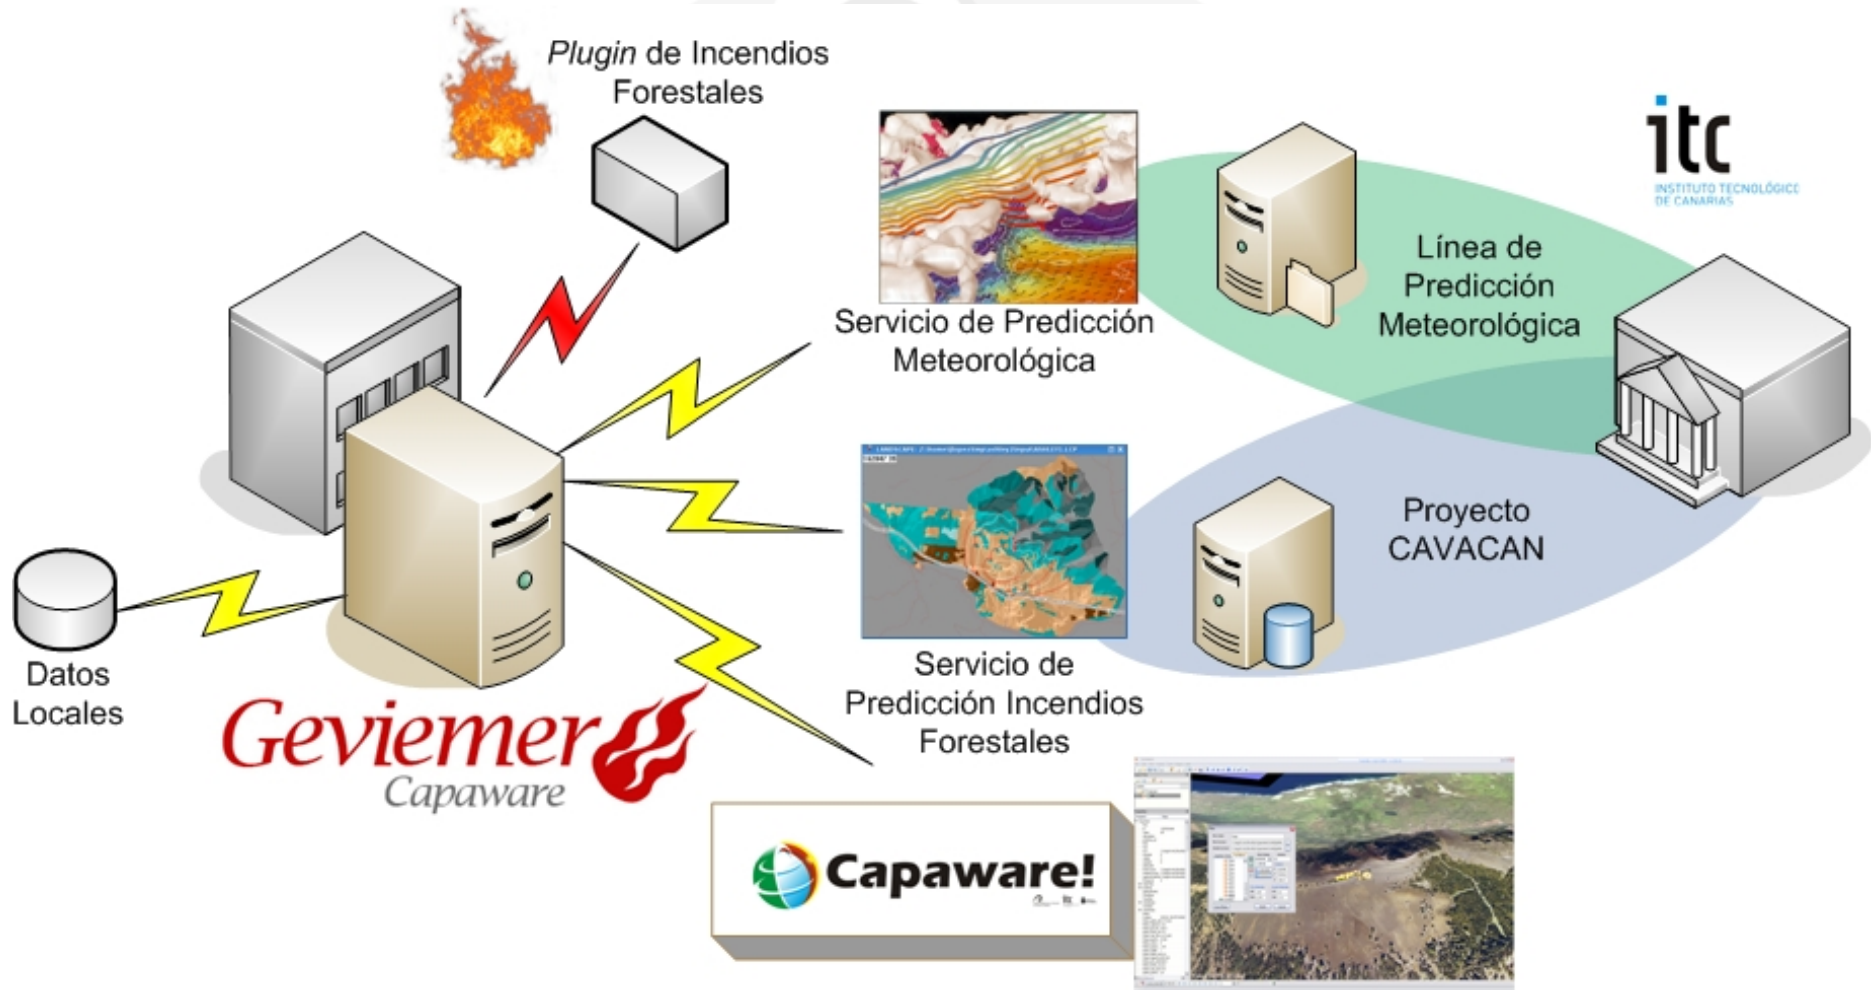 Plugin de Incendios
Forestales
itc
INSTITUTO TECNOLÓGICO
DE CANARIAS
Servicio de Predicción
Meteorológica
Línea de
Predicción
Meteorológica
Proyecto
CAVACAN
Servicio de
Predicción Incendios
Forestales
Datos
Locales
Geviemer
Capaware
Capaware!